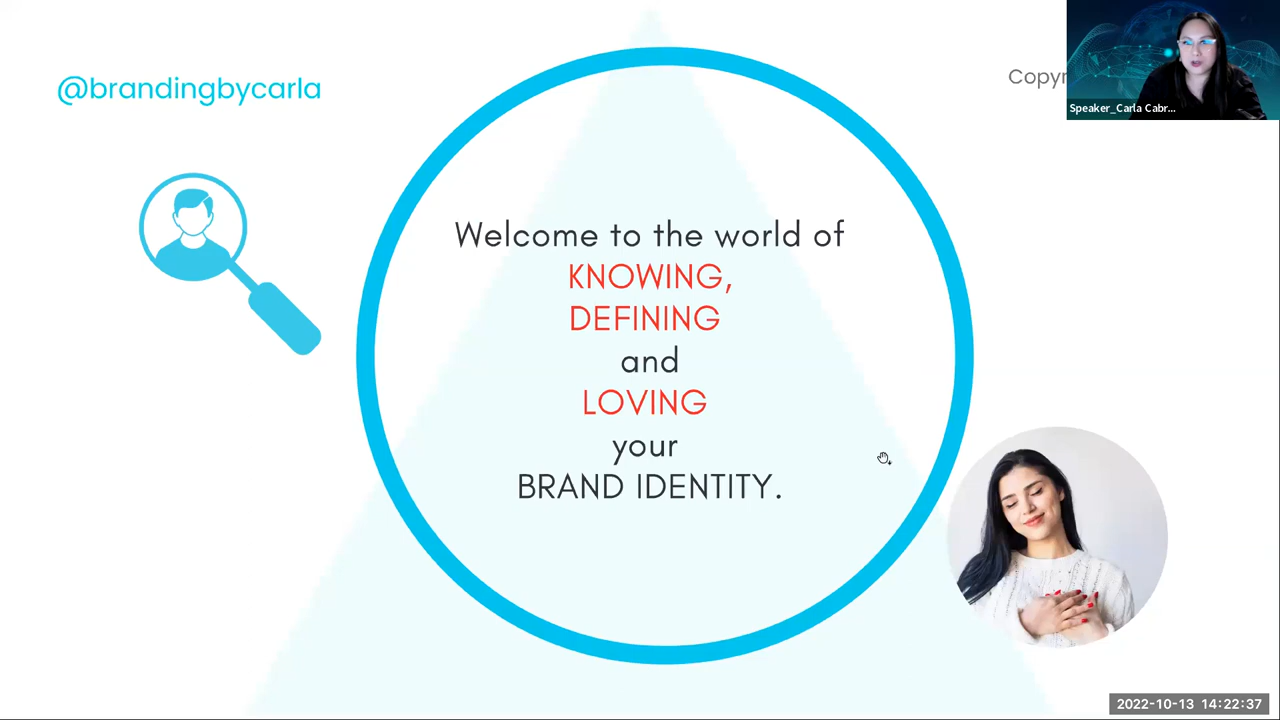 @brandingbycarla
Copyr
Speaker_Carla Cabr...
Welcome to the world of
KNOWING,
DEFINING
and
LOVING
your
BRAND IDENTITY.
2022-10-13 14:22:37